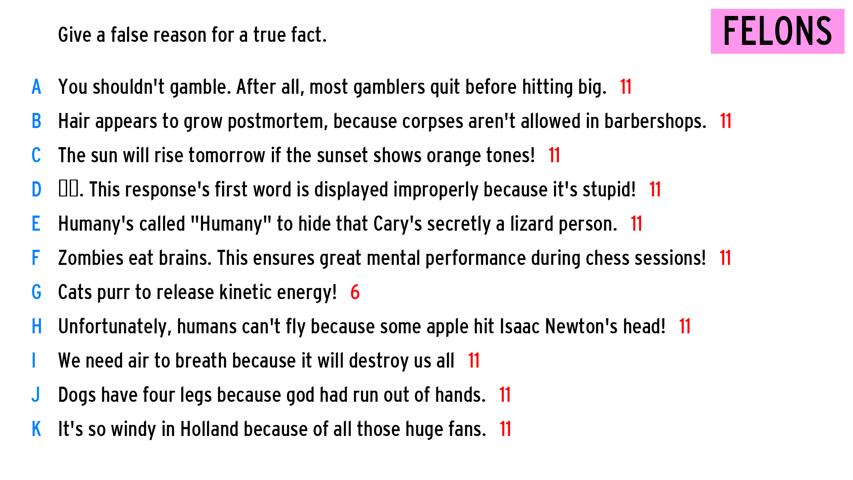 Give a false reason for a true fact.
FELONS
A You shouldn't gamble. After all, most gamblers quit before hitting big. 11
B Hair appears to grow postmortem, because corpses aren't allowed in barbershops. 11
C The sun will rise tomorrow if the sunset shows orange tones! 11
D ▯▯. This response's first word is displayed improperly because it's stupid! 11
E Humany's called "Humany" to hide that Cary's secretly a lizard person. 11
F Zombies eat brains. This ensures great mental performance during chess sessions! 11
G Cats purr to release kinetic energy! 6
H Unfortunately, humans can't fly because some apple hit Isaac Newton's head! 11
I We need air to breath because it will destroy us all 11
J Dogs have four legs because god had run out of hands. 11
K It's so windy in Holland because of all those huge fans. 11